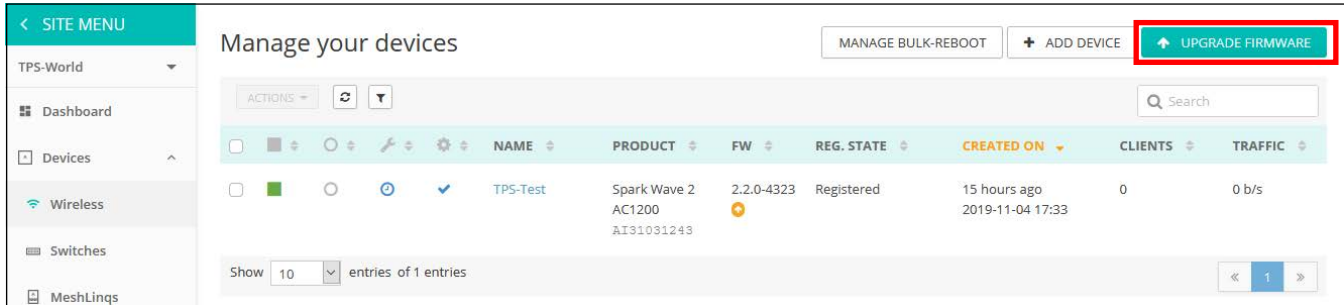 SITE MENU
TPS-World
Dashboard
Devices
Wireless
Switches
MeshLinqs
Manage your devices
MANAGE BULK-REBOOT
ADD DEVICE
UPGRADE FIRMWARE
ACTIONS
Search
NAME PRODUCT FW REG. STATE CREATED ON CLIENTS TRAFFIC
TPS-Test Spark Wave 2 2.2.0-4323 Registered 15 hours ago 0 0 b/s
AC1200 2019-11-04 17:33
AI31031243
Show 10 entries of 1 entries
« 1 »